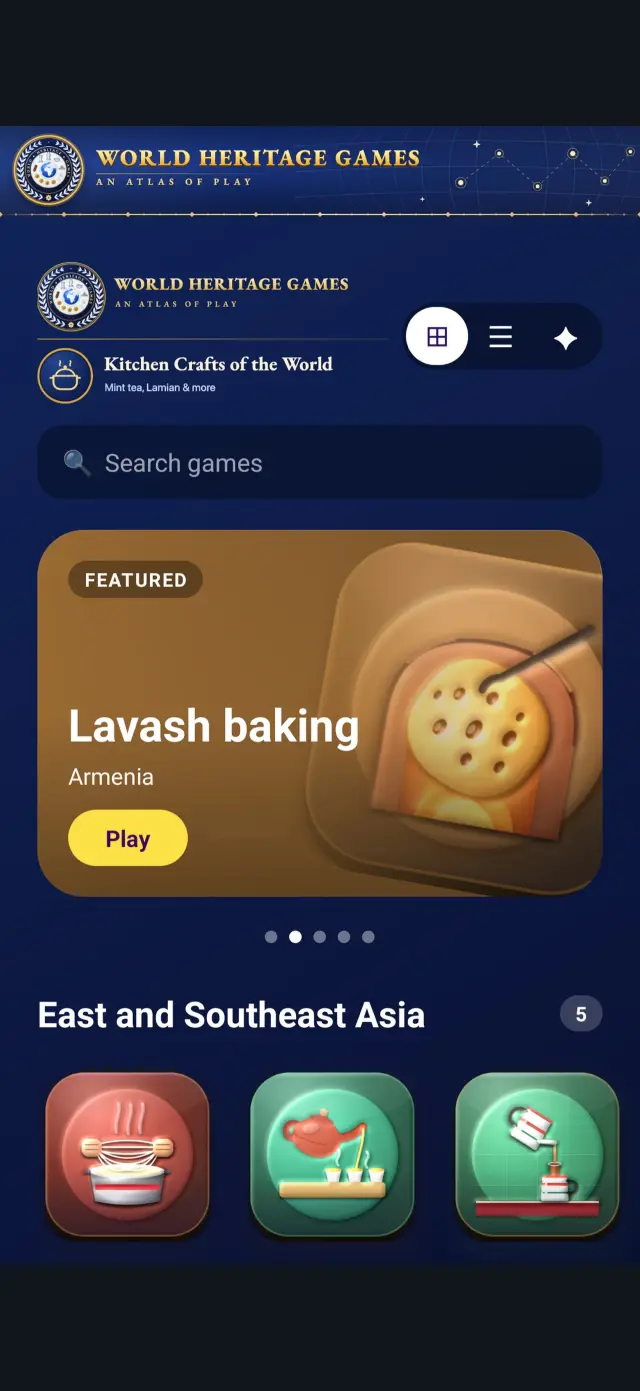 WORLD HERITAGE GAMES
AN ATLAS OF PLAY
WORLD HERITAGE GAMES
AN ATLAS OF PLAY
Kitchen Crafts of the World
Mint tea, Lamian & more
Search games
FEATURED
Lavash baking
Armenia
Play
East and Southeast Asia
5